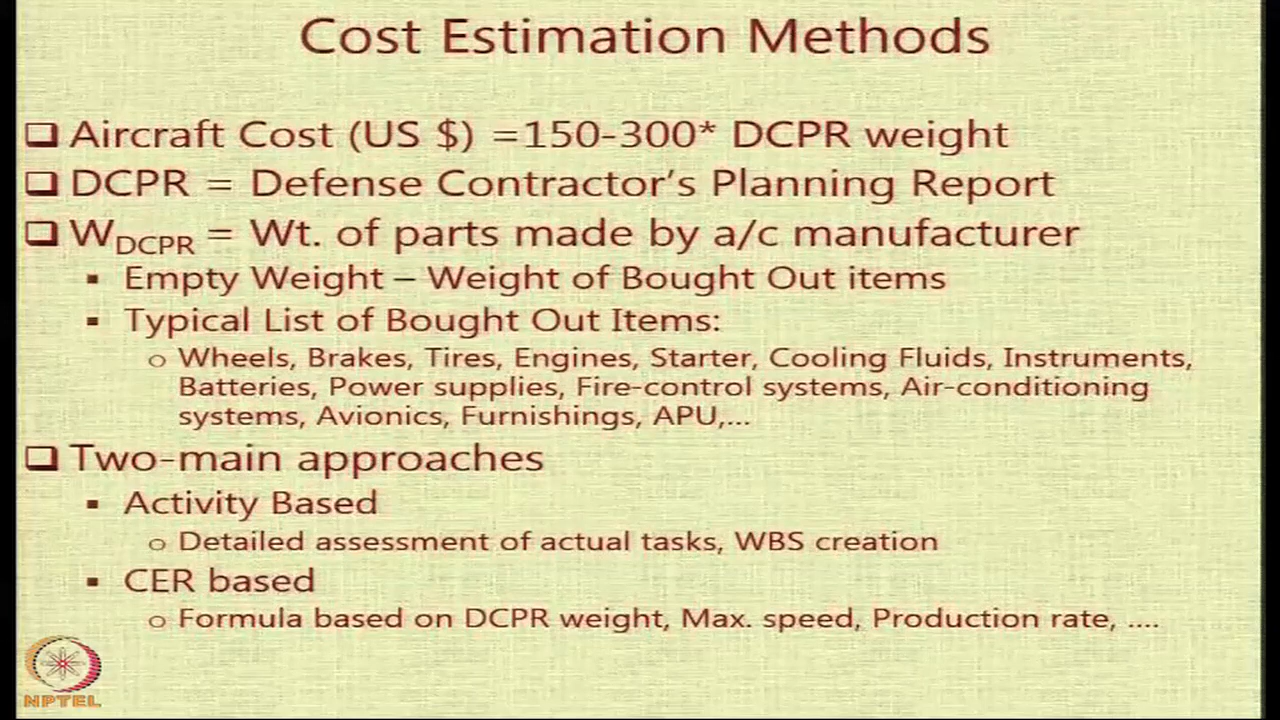 Cost Estimation Methods
❑ Aircraft Cost (US $) =150-300* DCPR weight
❑ DCPR = Defense Contractor's Planning Report
❑ WDCPR = Wt. of parts made by a/c manufacturer
▪ Empty Weight – Weight of Bought Out items
▪ Typical List of Bought Out Items:
o Wheels, Brakes, Tires, Engines, Starter, Cooling Fluids, Instruments,
Batteries, Power supplies, Fire-control systems, Air-conditioning
systems, Avionics, Furnishings, APU,...
❑ Two-main approaches
▪ Activity Based
o Detailed assessment of actual tasks, WBS creation
▪ CER based
o Formula based on DCPR weight, Max. speed, Production rate, ....
NPTEL